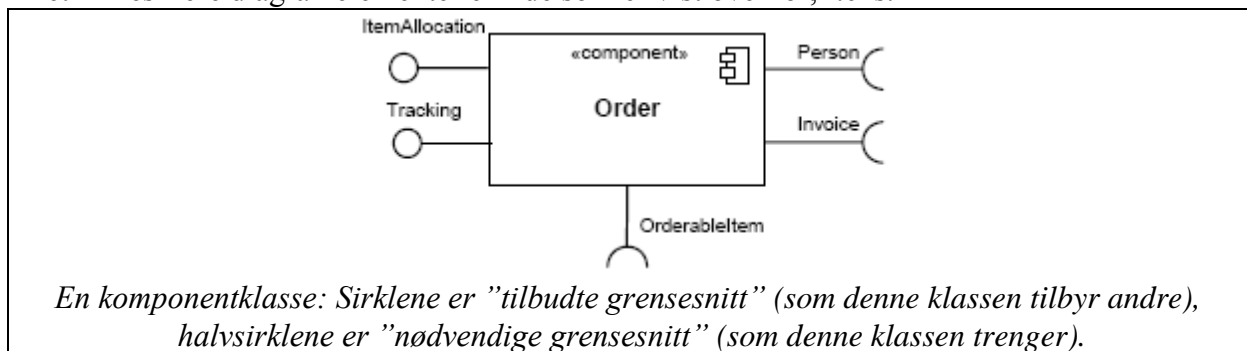 ItemAllocation
«component»
Person
Tracking
Order
Invoice
OrderableItem
En komponentklasse: Sirklene er ”tilbudte grensesnitt” (som denne klassen tilbyr andre),
halvsirklene er ”nødvendige grensesnitt” (som denne klassen trenger).